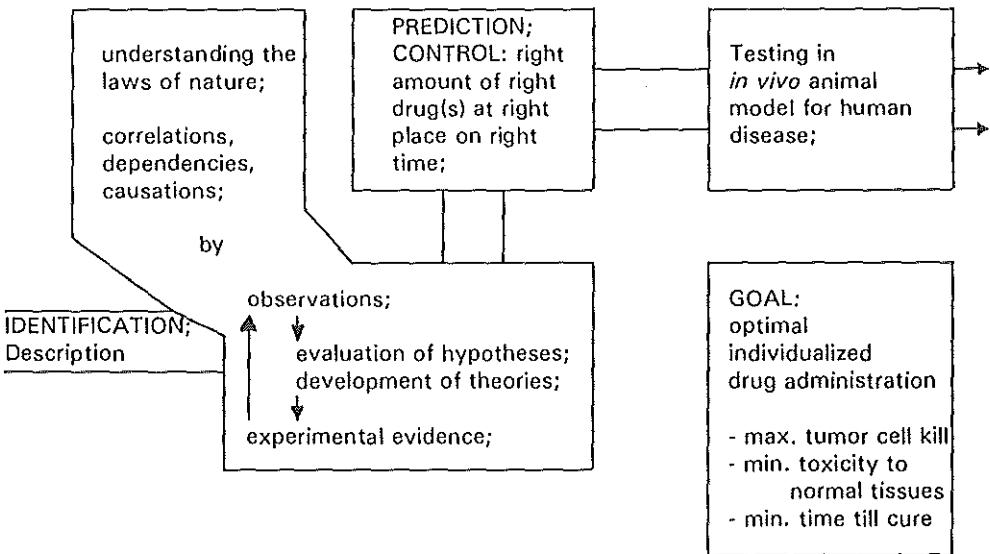 understanding the
laws of nature;
correlations,
dependencies,
causations;
by
IDENTIFICATION;
Description
observations;
evaluation of hypotheses;
development of theories;
experimental evidence;
PREDICTION;
CONTROL: right
amount of right
drug(s) at right
place on right
time;
Testing in
in vivo animal
model for human
disease;
GOAL:
optimal
individualized
drug administration
- max. tumor cell kill
- min. toxicity to
normal tissues
- min. time till cure